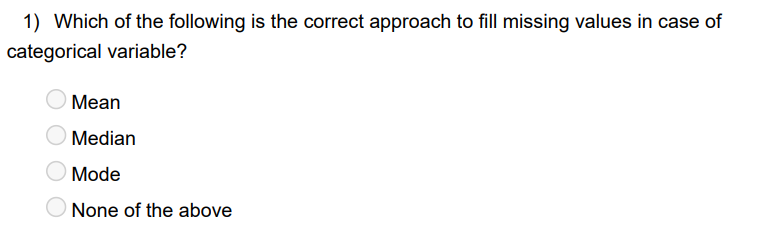 1) Which of the following is the correct approach to fill missing values in case of
categorical variable?
Mean
Median
Mode
None of the above